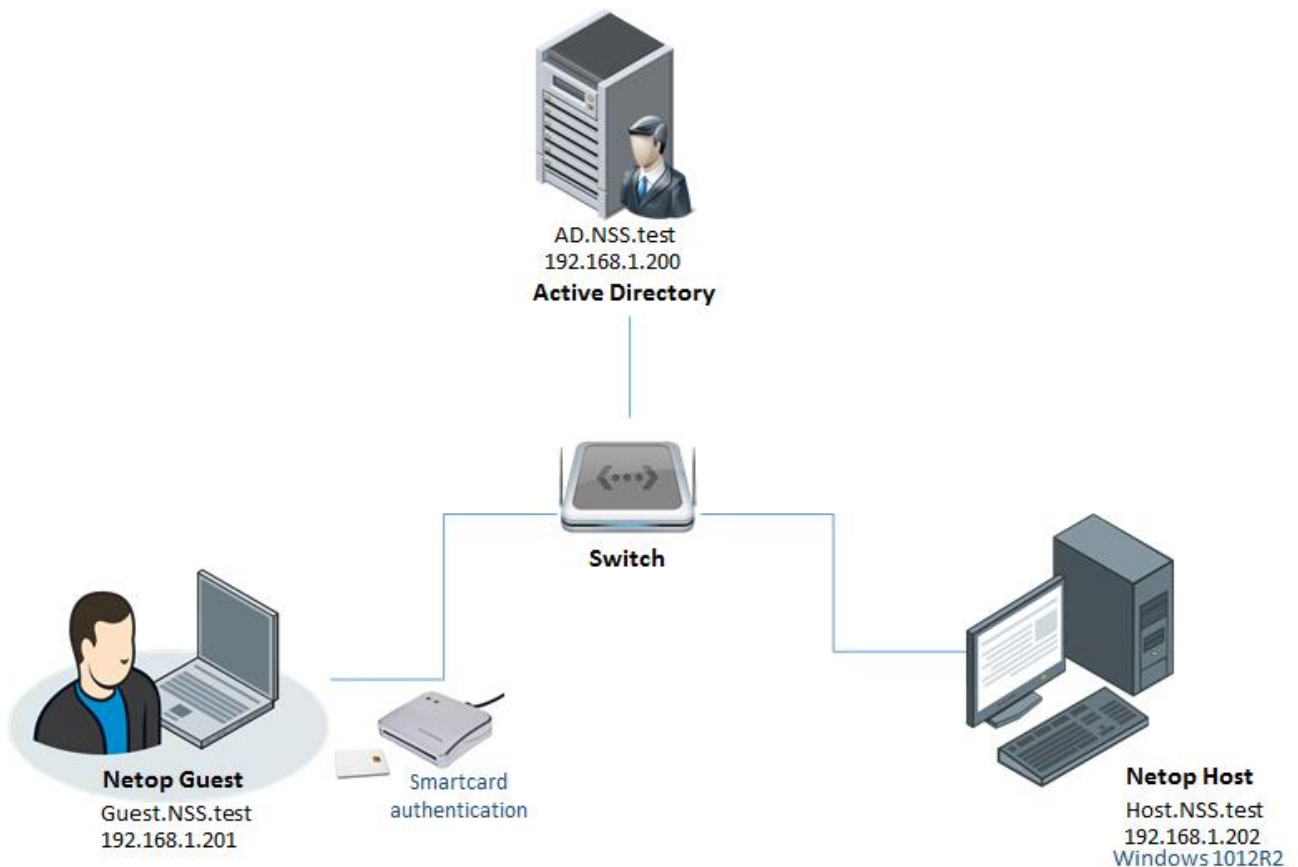 AD.NSS.test
192.168.1.200
Active Directory
Switch
Netop Guest
Guest.NSS.test
192.168.1.201
Smartcard
authentication
Netop Host
Host.NSS.test
192.168.1.202
Windows 1012R2